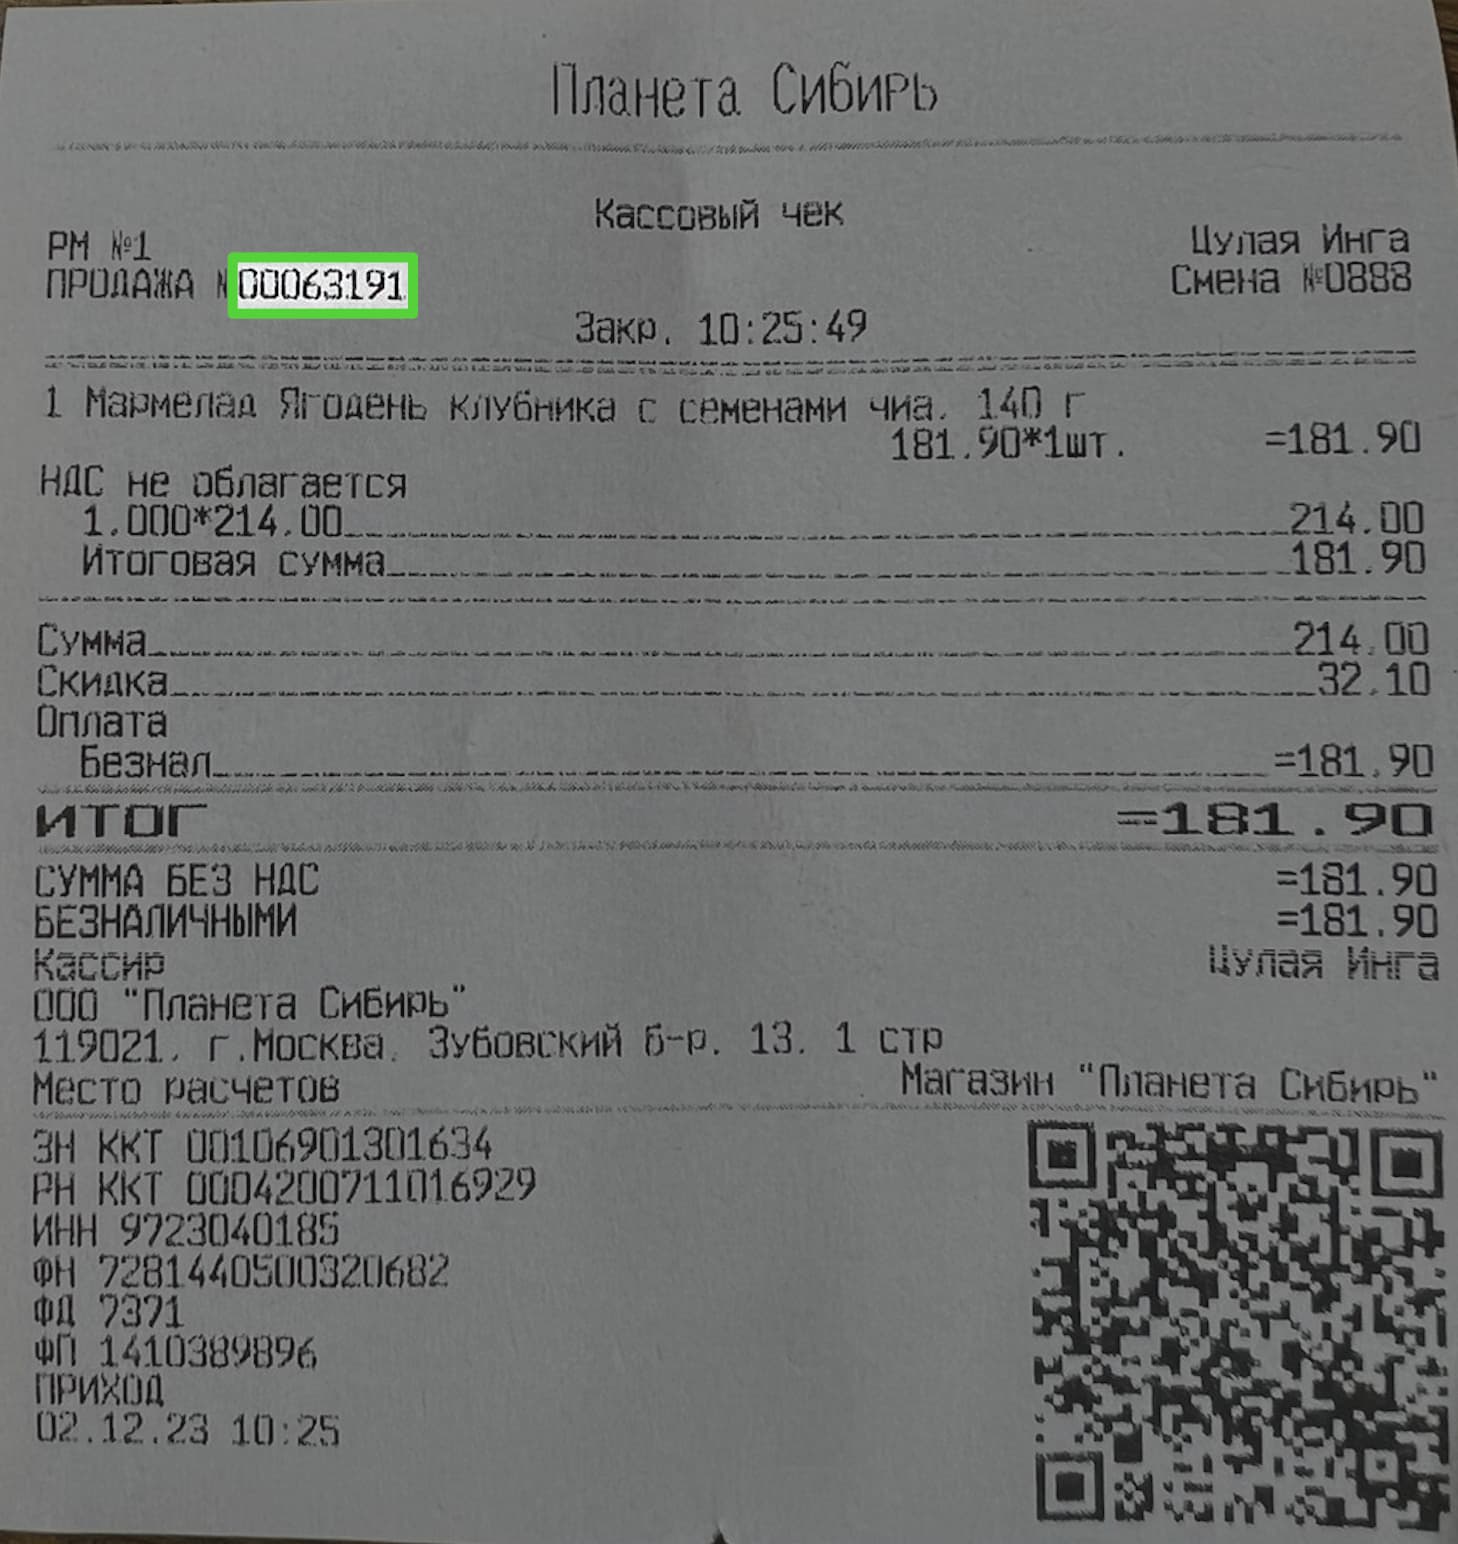 Планета Сибирь
Кассовый чек
РМ №1
Цулая Инга
ПРОДАЖА №00063191
Смена №0888
Закр. 10:25:49
1 Мармелад Ягодень клубника с семенами чиа, 140 г
181.90*1шт. =181.90
НДС не облагается
1.000*214.00 214.00
Итоговая сумма 181.90
Сумма 214.00
Скидка 32.10
Оплата
Безнал =181.90
ИТОГ =181.90
СУММА БЕЗ НДС =181.90
БЕЗНАЛИЧНЫМИ =181.90
Кассир Цулая Инга
ООО "Планета Сибирь"
119021, г.Москва, Зубовский б-р, 13, 1 стр
Место расчетов Магазин "Планета Сибирь"
ЗН ККТ 00106901301634
РН ККТ 0004200711016929
ИНН 9723040185
ФН 7281440500320682
ФД 7371
ФП 1410389896
ПРИХОД
02.12.23 10:25